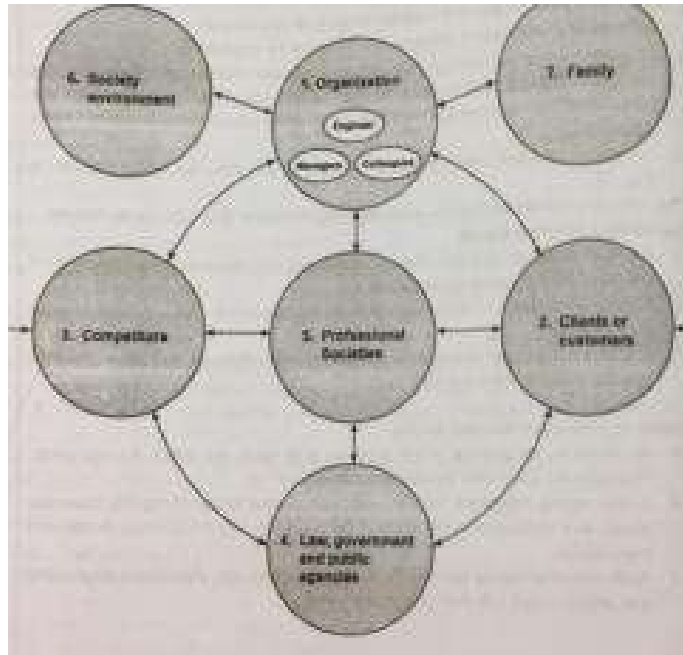 6. Society
environment
1. Organization
7. Family
Engineer
Managers
Colleagues
3. Competitors
5. Professional
Societies
2. Clients or
customers
4. Law, government
and public
agencies